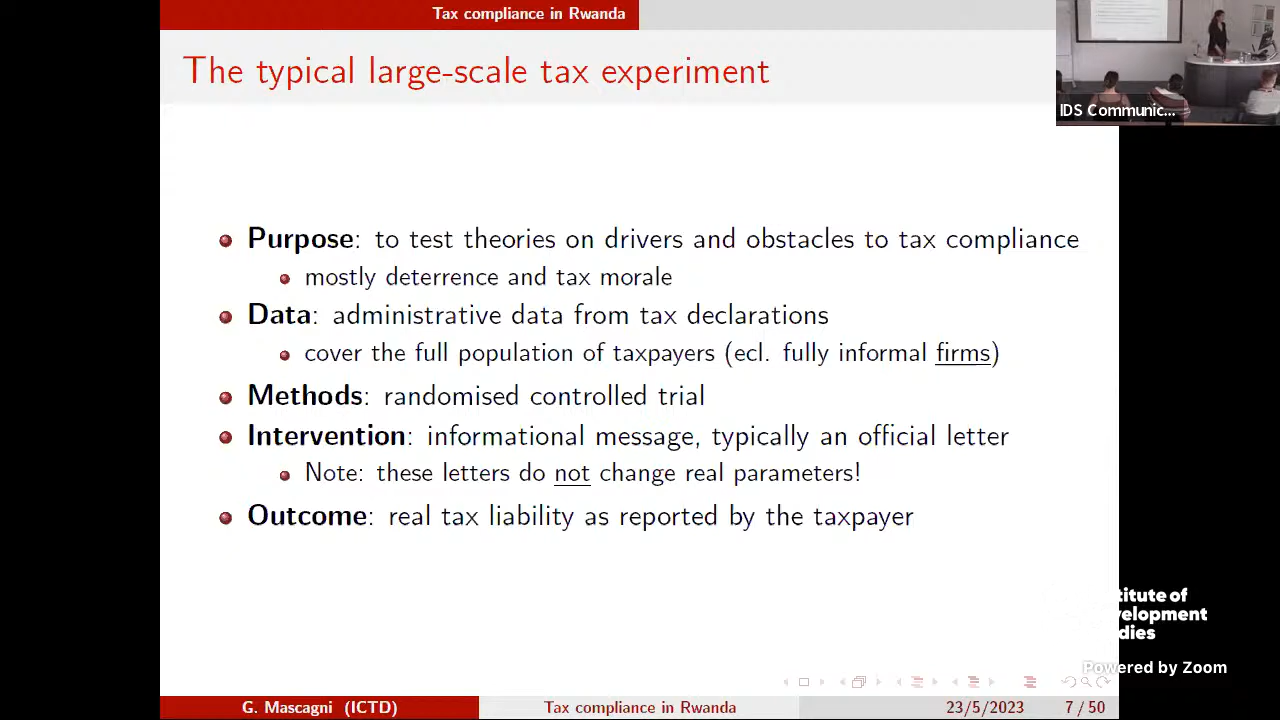 Tax compliance in Rwanda
The typical large-scale tax experiment
IDS Communic...
Purpose: to test theories on drivers and obstacles to tax compliance
mostly deterrence and tax morale
Data: administrative data from tax declarations
cover the full population of taxpayers (ecl. fully informal firms)
Methods: randomised controlled trial
Intervention: informational message, typically an official letter
Note: these letters do not change real parameters!
Outcome: real tax liability as reported by the taxpayer
titute of
velopment
dies
Powered by Zoom
G. Mascagni (ICTD)
Tax compliance in Rwanda
23/5/2023
7 / 50